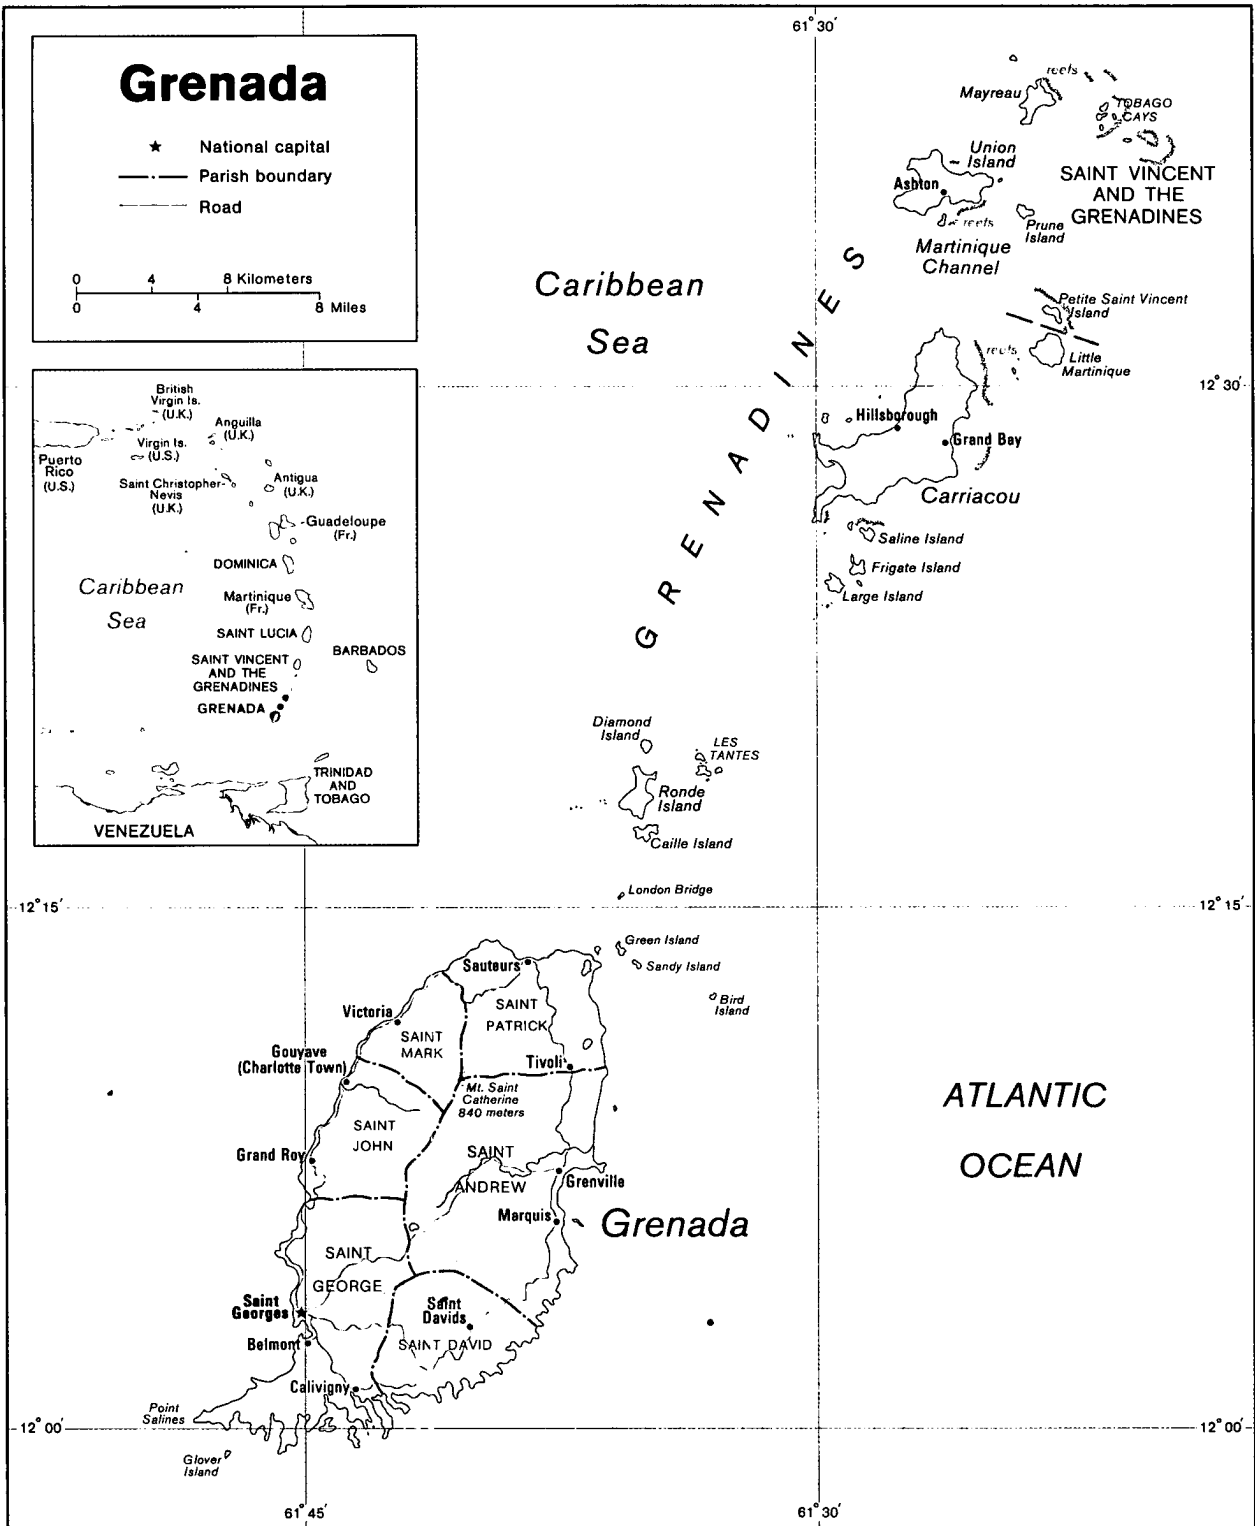 61° 30′
Grenada
National capital
Parish boundary
Road
0 4 8 Kilometers
0 4 8 Miles
reefs
Mayreau
TOBAGO
CAYS
Union
Island
Ashton
SAINT VINCENT
AND THE
GRENADINES
reefs
Prune
Island
Martinique
Channel
Caribbean
Sea
GRENADINES
Petite Saint Vincent
Island
reefs
Little
Martinique
12° 30′
Hillsborough
Grand Bay
Carriacou
Saline Island
Frigate Island
Large Island
British
Virgin Is.
(U.K.)
Anguilla
(U.K.)
Virgin Is.
(U.S.)
Puerto
Rico
(U.S.)
Saint Christopher-
Nevis
(U.K.)
Antigua
(U.K.)
Guadeloupe
(Fr.)
DOMINICA
Caribbean
Sea
Martinique
(Fr.)
SAINT LUCIA
BARBADOS
SAINT VINCENT
AND THE
GRENADINES
GRENADA
TRINIDAD
AND
TOBAGO
VENEZUELA
Diamond
Island
LES
TANTES
Ronde
Island
Caille Island
London Bridge
12° 15′
12° 15′
Green Island
Sandy Island
Bird
Island
Sauteurs
SAINT
PATRICK
Victoria
SAINT
MARK
Gouyave
(Charlotte Town)
Tivoli
Mt. Saint
Catherine
840 meters
SAINT
JOHN
ATLANTIC
OCEAN
Grand Roy
SAINT
ANDREW
Grenville
Marquis
Grenada
SAINT
GEORGE
Saint
Georges
Saint
Davids
Belmont
SAINT DAVID
Calivigny
Point
Salines
12° 00′
12° 00′
Glover
Island
61° 45′
61° 30′